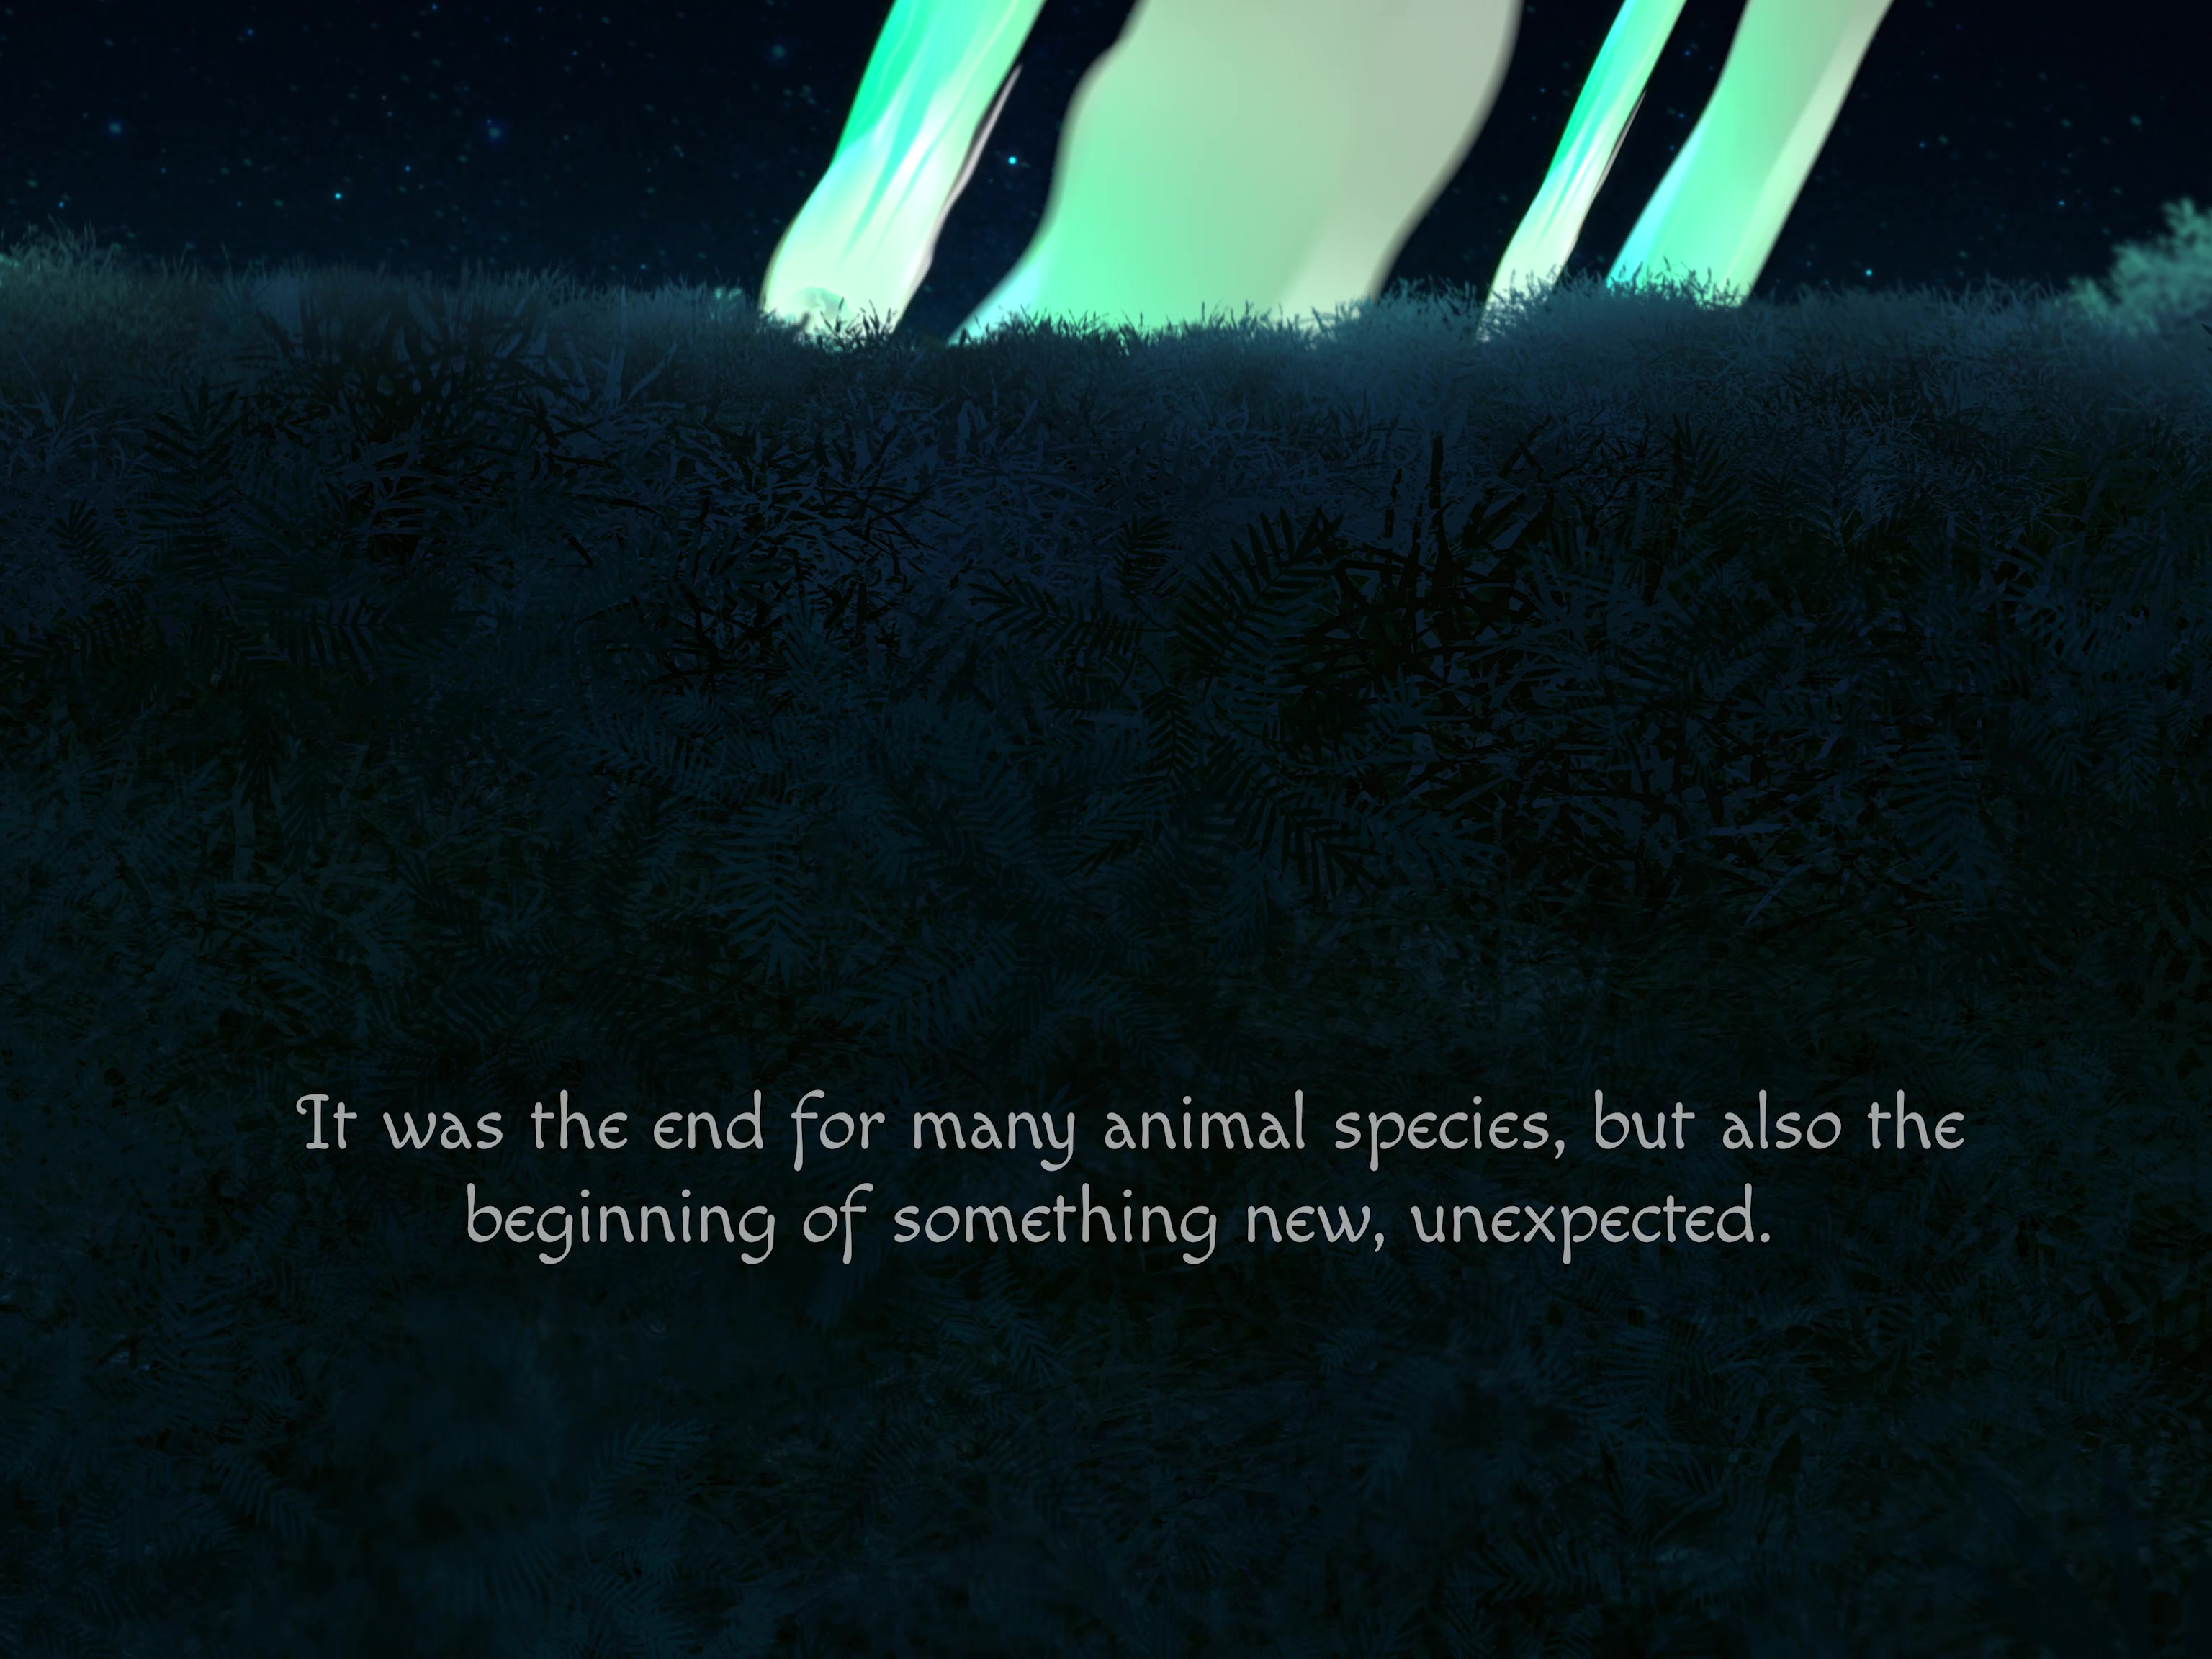 It was the end for many animal species, but also the
beginning of something new, unexpected.